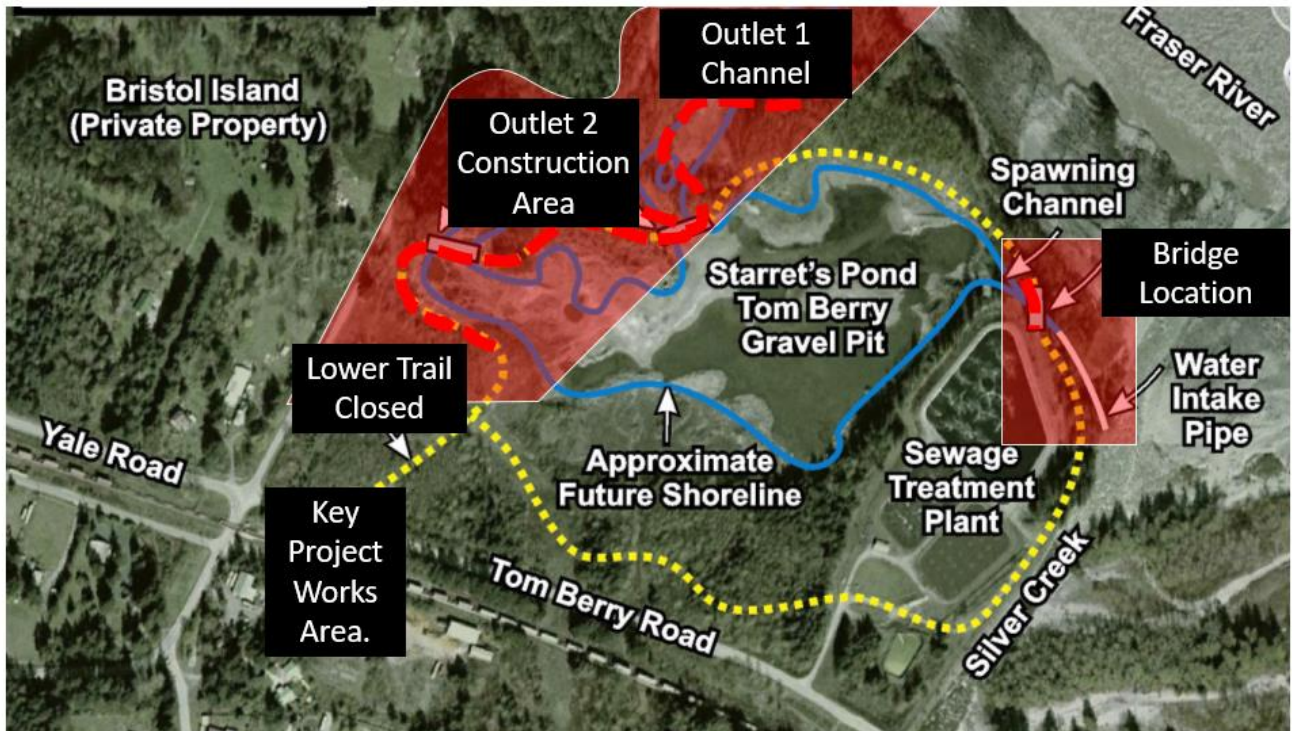 Outlet 1
Channel
Fraser River
Bristol Island
(Private Property)
Outlet 2
Construction
Area
Spawning
Channel
Bridge
Location
Starret's Pond
Tom Berry
Gravel Pit
Lower Trail
Closed
Water
Intake
Pipe
Yale Road
Approximate
Future Shoreline
Sewage
Treatment
Plant
Key
Project
Works
Area.
Tom Berry Road
Silver Creek